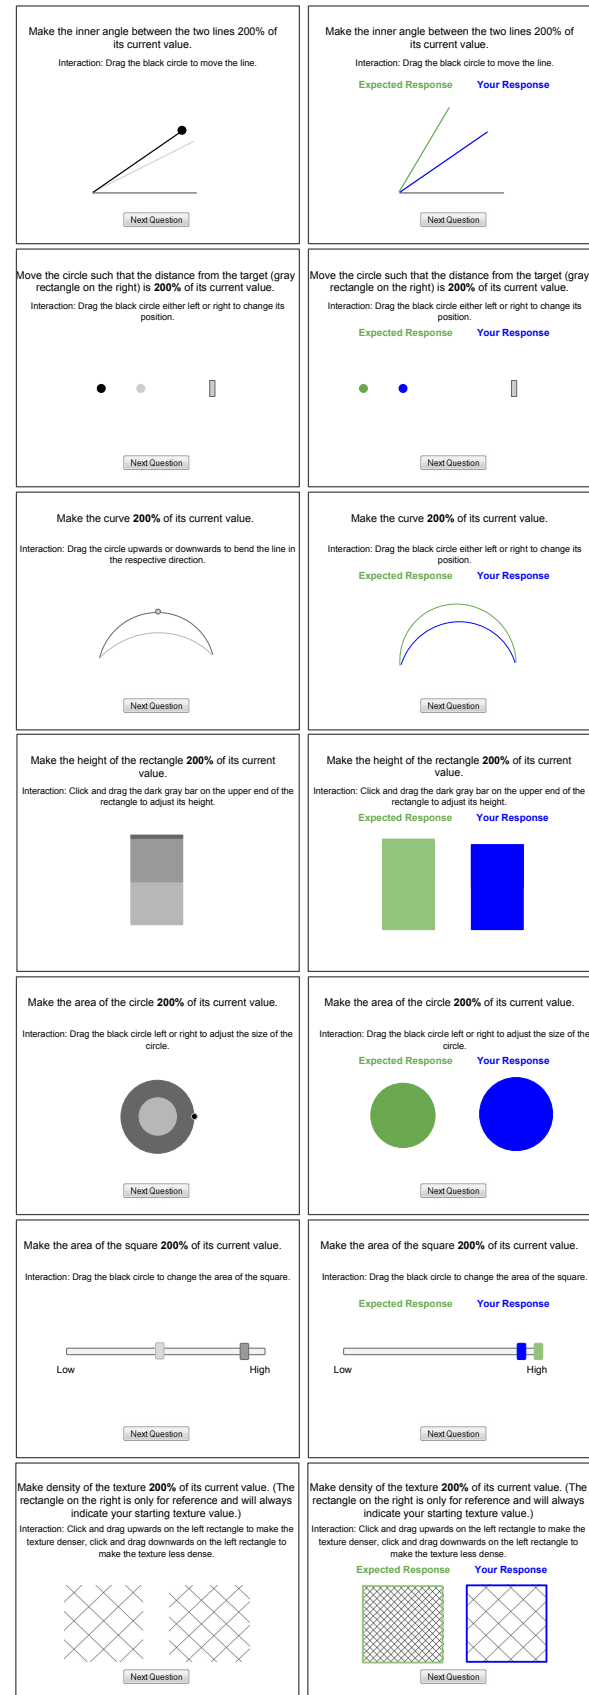 Make the inner angle between the two lines 200% of
its current value.
Interaction: Drag the black circle to move the line.
Next Question
Make the inner angle between the two lines 200% of
its current value.
Interaction: Drag the black circle to move the line.
Expected Response Your Response
Next Question
Move the circle such that the distance from the target (gray
rectangle on the right) is 200% of its current value.
Interaction: Drag the black circle either left or right to change its
position.
Next Question
Move the circle such that the distance from the target (gray
rectangle on the right) is 200% of its current value.
Interaction: Drag the black circle either left or right to change its
position.
Expected Response Your Response
Next Question
Make the curve 200% of its current value.
Interaction: Drag the circle upwards or downwards to bend the line in
the respective direction.
Next Question
Make the curve 200% of its current value.
Interaction: Drag the black circle either left or right to change its
position.
Expected Response Your Response
Next Question
Make the height of the rectangle 200% of its current
value.
Interaction: Click and drag the dark gray bar on the upper end of the
rectangle to adjust its height.
Make the height of the rectangle 200% of its current
value.
Interaction: Click and drag the dark gray bar on the upper end of the
rectangle to adjust its height.
Expected Response Your Response
Make the area of the circle 200% of its current value.
Interaction: Drag the black circle left or right to adjust the size of the
circle.
Next Question
Make the area of the circle 200% of its current value.
Interaction: Drag the black circle left or right to adjust the size of the
circle.
Expected Response Your Response
Next Question
Make the area of the square 200% of its current value.
Interaction: Drag the black circle to change the area of the square.
Low High
Next Question
Make the area of the square 200% of its current value.
Interaction: Drag the black circle to change the area of the square.
Expected Response Your Response
Low High
Next Question
Make density of the texture 200% of its current value. (The
rectangle on the right is only for reference and will always
indicate your starting texture value.)
Interaction: Click and drag upwards on the left rectangle to make the
texture denser, click and drag downwards on the left rectangle to
make the texture less dense.
Next Question
Make density of the texture 200% of its current value. (The
rectangle on the right is only for reference and will always
indicate your starting texture value.)
Interaction: Click and drag upwards on the left rectangle to make the
texture denser, click and drag downwards on the left rectangle to
make the texture less dense.
Expected Response Your Response
Next Question